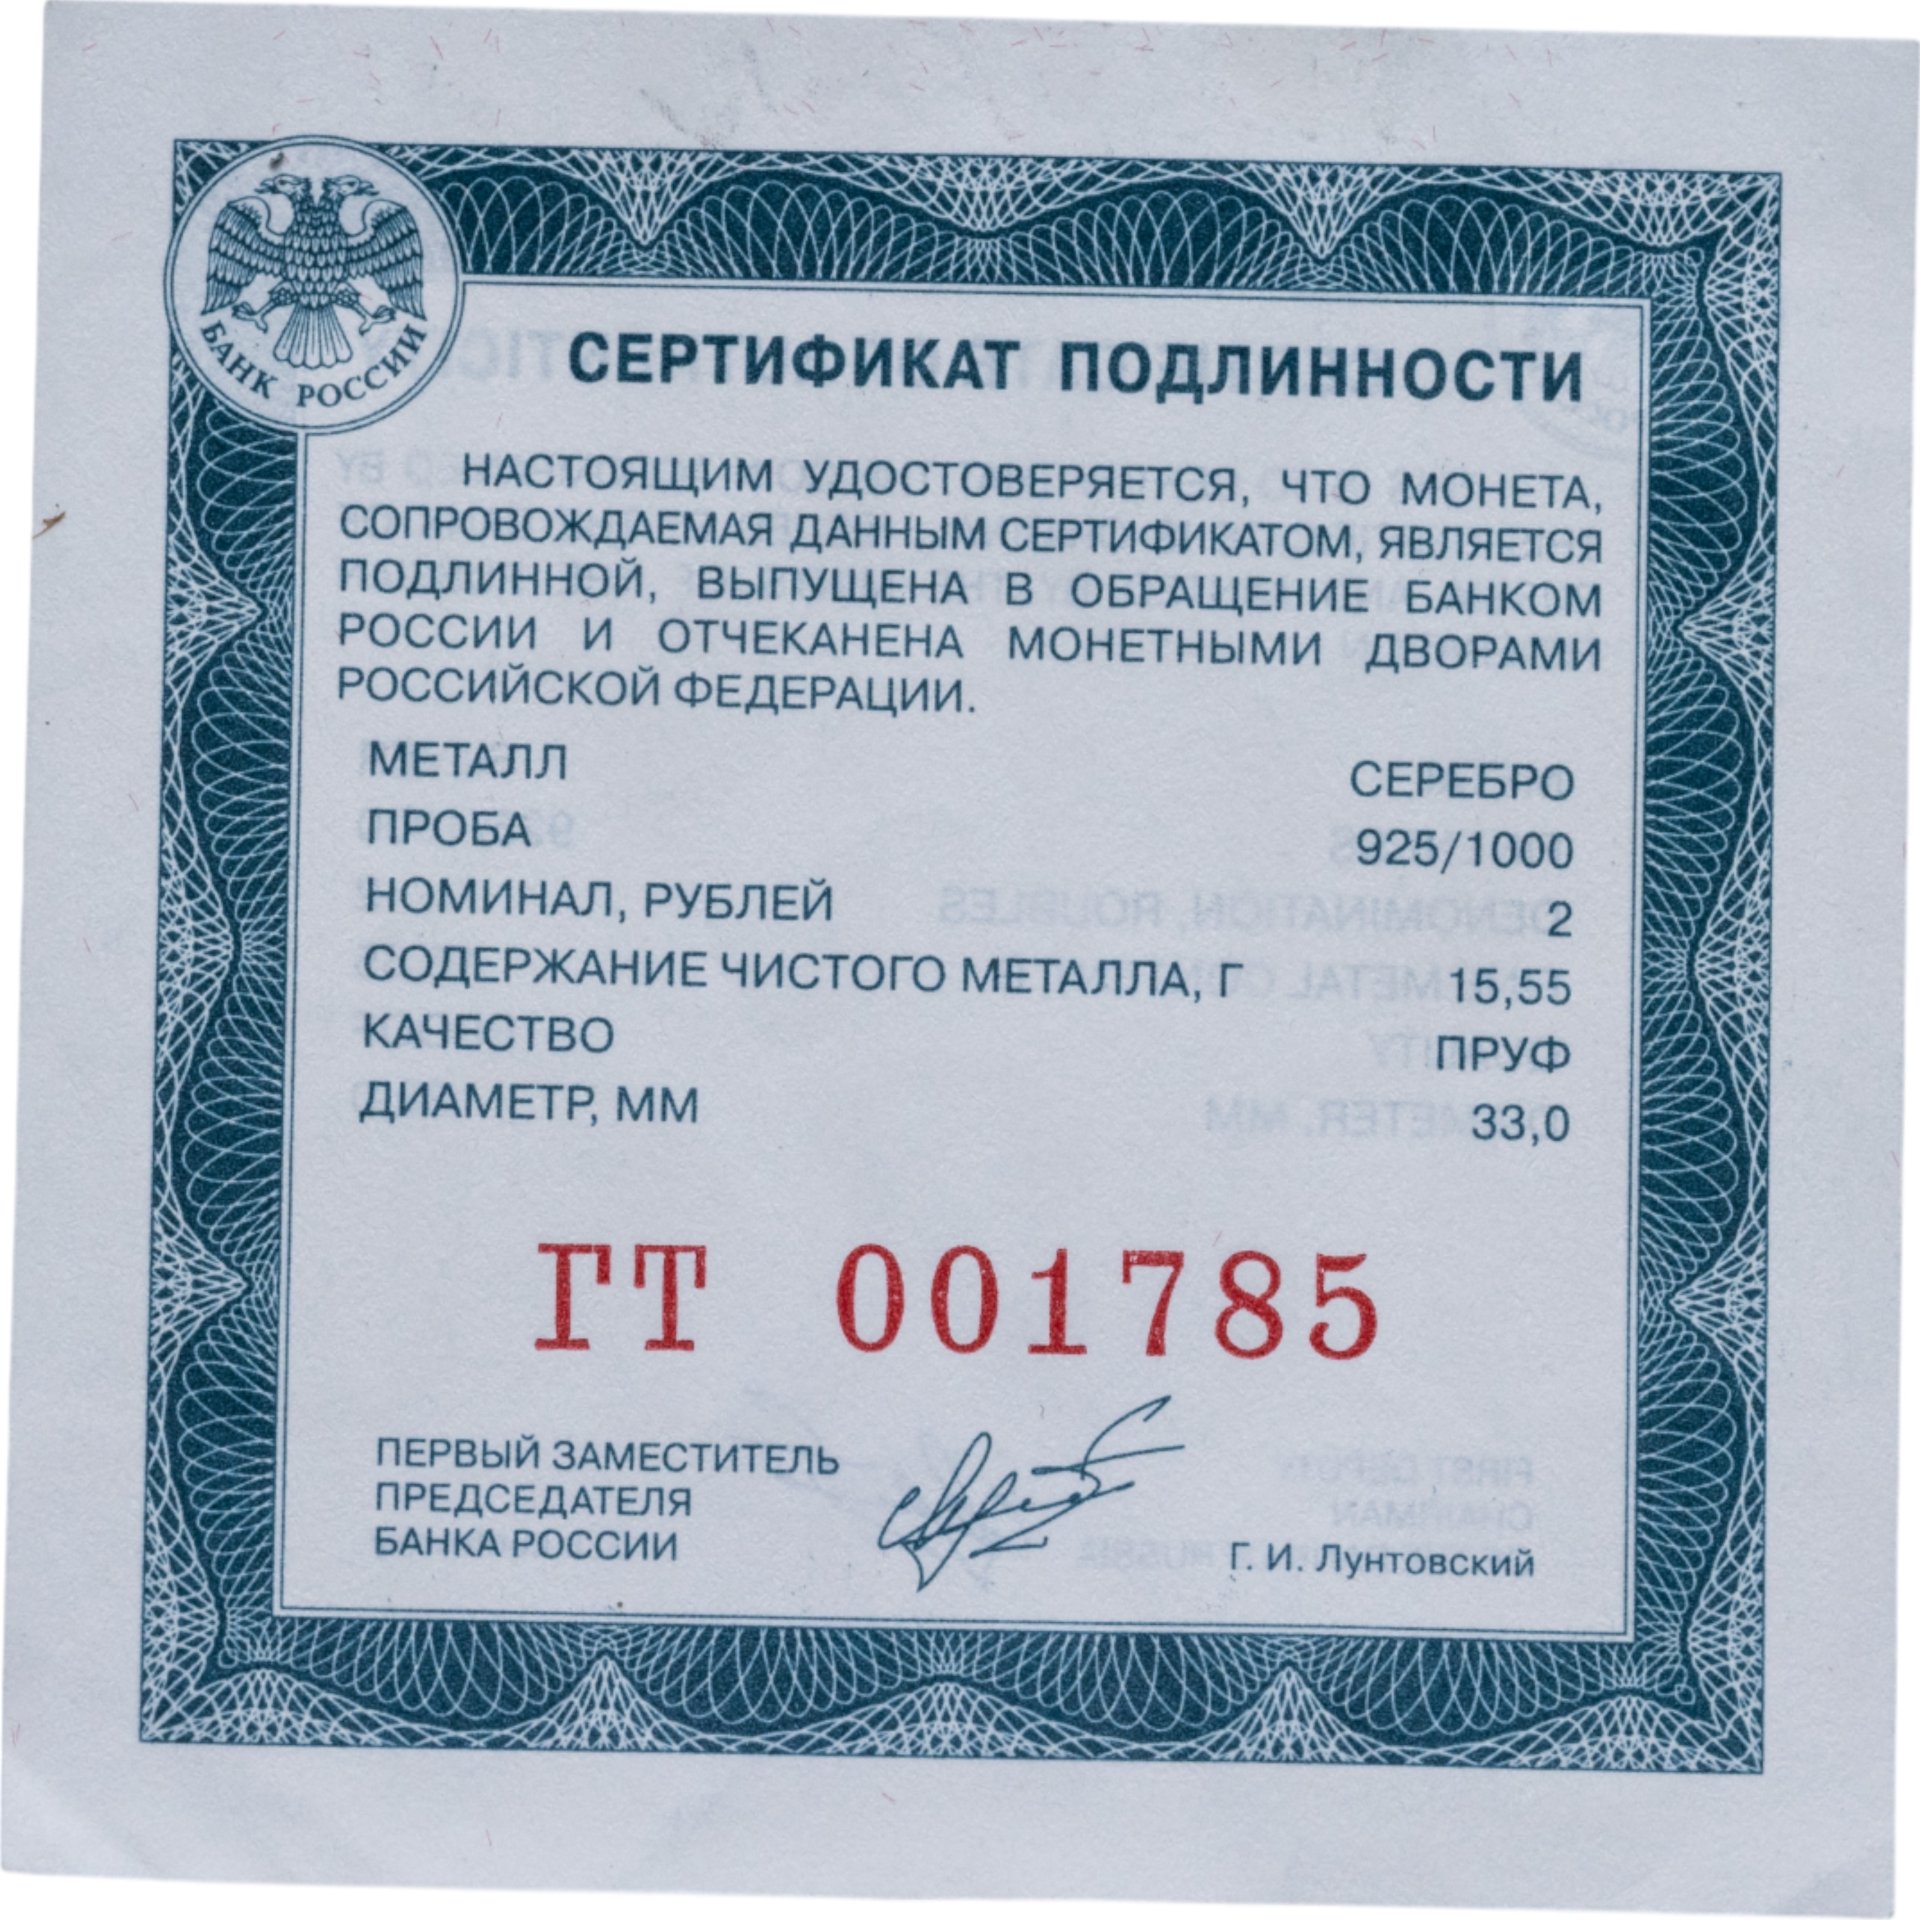 БАНК РОССИИ
СЕРТИФИКАТ ПОДЛИННОСТИ
НАСТОЯЩИМ УДОСТОВЕРЯЕТСЯ, ЧТО МОНЕТА,
СОПРОВОЖДАЕМАЯ ДАННЫМ СЕРТИФИКАТОМ, ЯВЛЯЕТСЯ
ПОДЛИННОЙ, ВЫПУЩЕНА В ОБРАЩЕНИЕ БАНКОМ
РОССИИ И ОТЧЕКАНЕНА МОНЕТНЫМИ ДВОРАМИ
РОССИЙСКОЙ ФЕДЕРАЦИИ.
МЕТАЛЛ СЕРЕБРО
ПРОБА 925/1000
НОМИНАЛ, РУБЛЕЙ 2
СОДЕРЖАНИЕ ЧИСТОГО МЕТАЛЛА, Г 15,55
КАЧЕСТВО ПРУФ
ДИАМЕТР, ММ 33,0
ГТ 001785
ПЕРВЫЙ ЗАМЕСТИТЕЛЬ
ПРЕДСЕДАТЕЛЯ
БАНКА РОССИИ
Г. И. Лунтовский